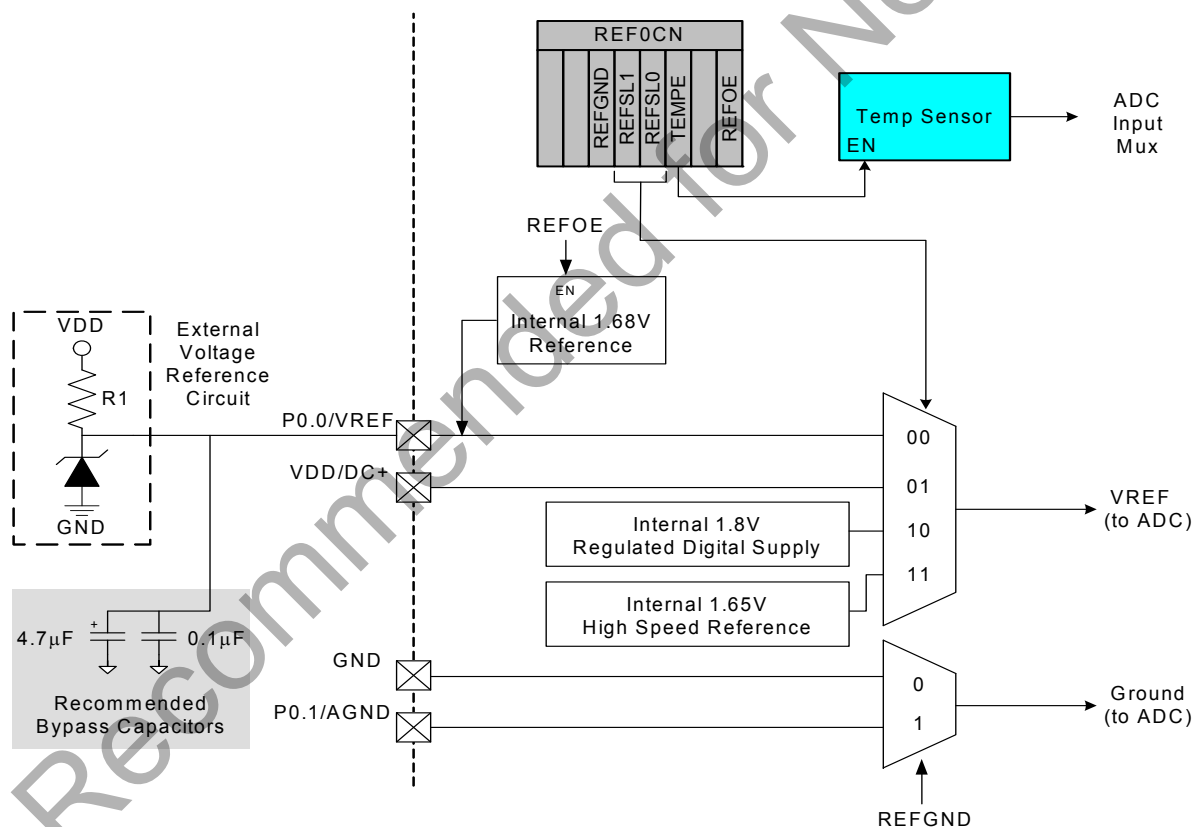 REF0CN
REFGND
REFSL1
REFSL0
TEMPE
REFOE
Temp Sensor
EN
ADC
Input
Mux
REFOE
EN
Internal 1.68V
Reference
VDD
R1
GND
External
Voltage
Reference
Circuit
P0.0/VREF
VDD/DC+
00
01
10
11
Internal 1.8V
Regulated Digital Supply
Internal 1.65V
High Speed Reference
VREF
(to ADC)
4.7µF
+
0.1µF
Recommended
Bypass Capacitors
GND
P0.1/AGND
0
1
Ground
(to ADC)
REFGND
Recommended for N